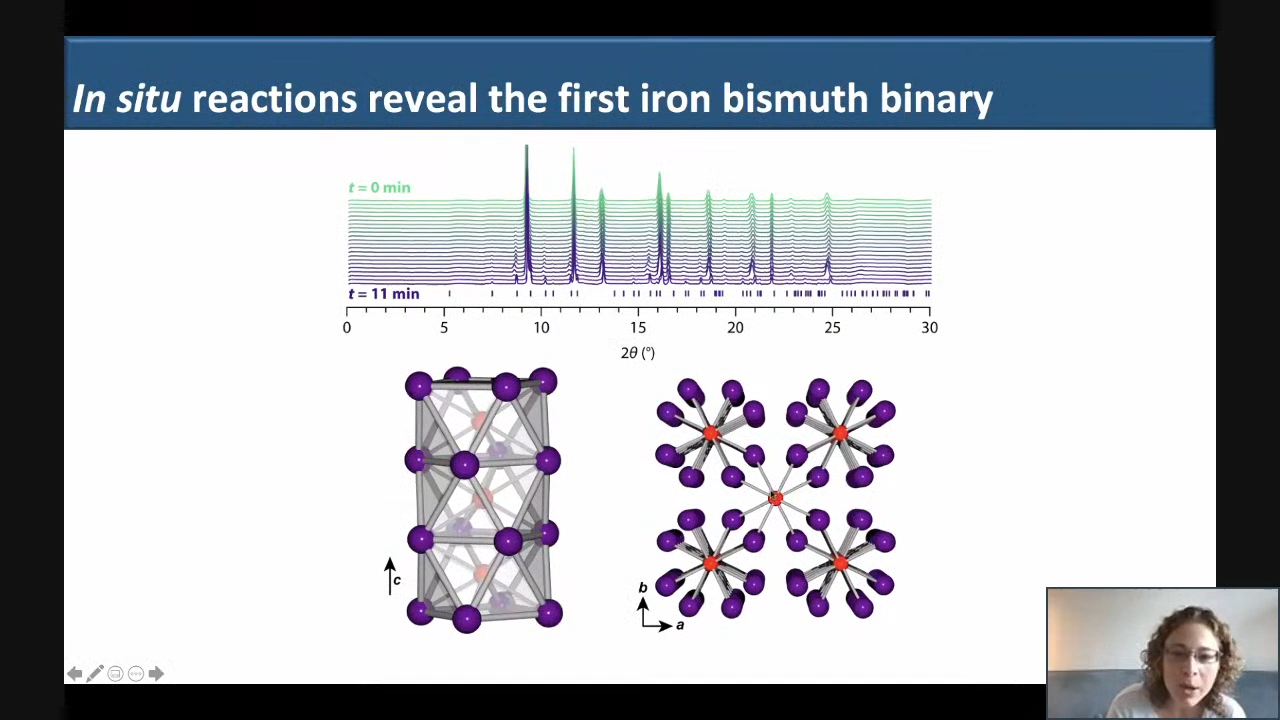 In situ reactions reveal the first iron bismuth binary
t = 0 min
t = 11 min
0 5 10 15 20 25 30
2θ (°)
c
b
a